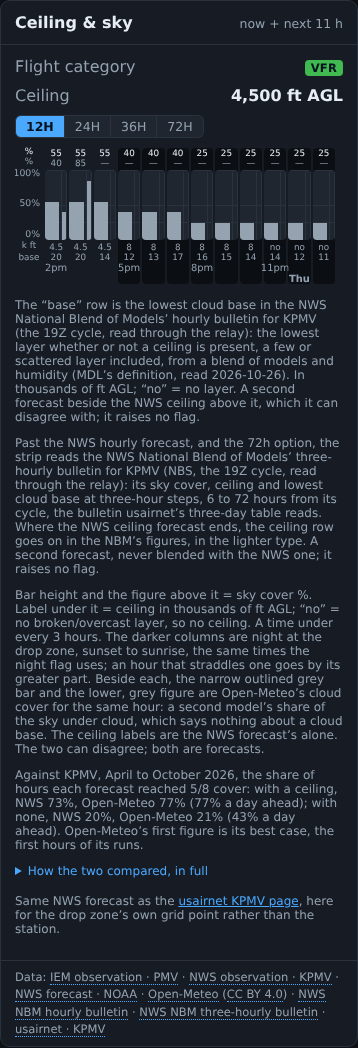 Ceiling & sky now + next 11 h
Flight category VFR
Ceiling 4,500 ft AGL
12H 24H 36H 72H
% 55 55 55 40 40 40 25 25 25 25 25 25
% 40 85 — — — — — — — — — —
100%
50%
0%
k ft 4.5 4.5 4.5 8 8 8 8 8 8 no no no
base 20 20 14 12 13 17 16 15 14 14 12 11
2pm 5pm 8pm 11pm
Thu
The “base” row is the lowest cloud base in the NWS
National Blend of Models’ hourly bulletin for KPMV
(the 19Z cycle, read through the relay): the lowest
layer whether or not a ceiling is present, a few or
scattered layer included, from a blend of models and
humidity (MDL’s definition, read 2026-10-26). In
thousands of ft AGL; “no” = no layer. A second
forecast beside the NWS ceiling above it, which it can
disagree with; it raises no flag.
Past the NWS hourly forecast, and the 72h option, the
strip reads the NWS National Blend of Models’ three-
hourly bulletin for KPMV (NBS, the 19Z cycle, read
through the relay): its sky cover, ceiling and lowest
cloud base at three-hour steps, 6 to 72 hours from its
cycle, the bulletin usairnet’s three-day table reads.
Where the NWS ceiling forecast ends, the ceiling row
goes on in the NBM’s figures, in the lighter type. A
second forecast, never blended with the NWS one; it
raises no flag.
Bar height and the figure above it = sky cover %.
Label under it = ceiling in thousands of ft AGL; “no” =
no broken/overcast layer, so no ceiling. A time under
every 3 hours. The darker columns are night at the
drop zone, sunset to sunrise, the same times the
night flag uses; an hour that straddles one goes by its
greater part. Beside each, the narrow outlined grey
bar and the lower, grey figure are Open-Meteo’s cloud
cover for the same hour: a second model’s share of
the sky under cloud, which says nothing about a cloud
base. The ceiling labels are the NWS forecast’s alone.
The two can disagree; both are forecasts.
Against KPMV, April to October 2026, the share of
hours each forecast reached 5/8 cover: with a ceiling,
NWS 73%, Open-Meteo 77% (77% a day ahead); with
none, NWS 20%, Open-Meteo 21% (43% a day
ahead). Open-Meteo’s first figure is its best case, the
first hours of its runs.
▶ How the two compared, in full
Same NWS forecast as the usairnet KPMV page, here
for the drop zone’s own grid point rather than the
station.
Data: IEM observation · PMV · NWS observation · KPMV ·
NWS forecast · NOAA · Open-Meteo (CC BY 4.0) · NWS
NBM hourly bulletin · NWS NBM three-hourly bulletin ·
usairnet · KPMV